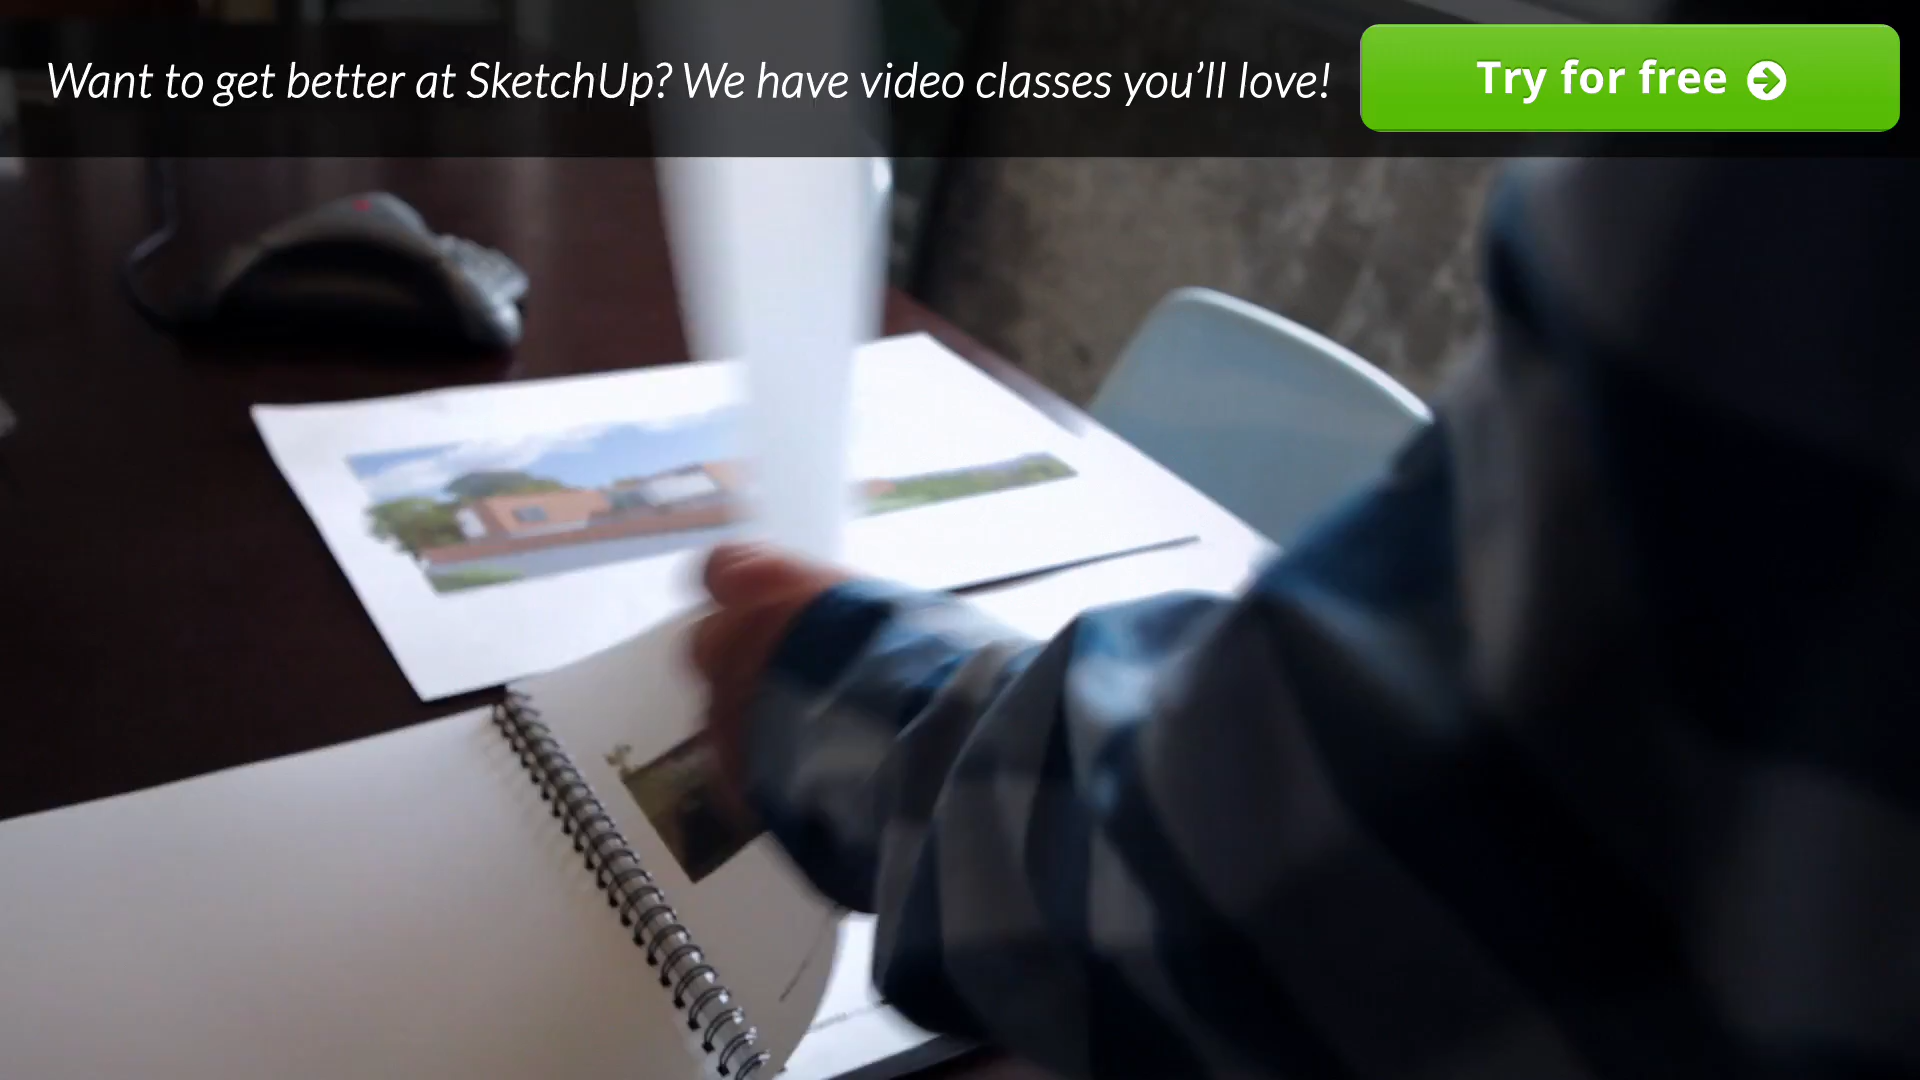 Want to get better at SketchUp? We have video classes you’ll love!
Try for free